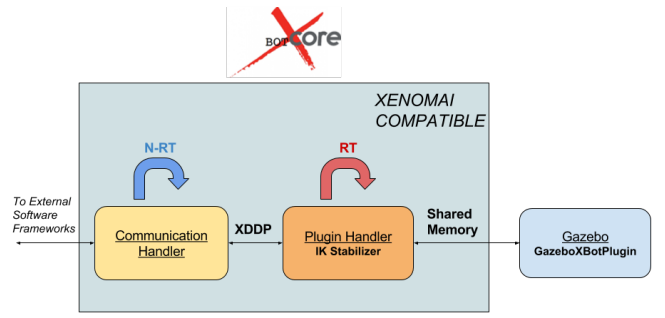 BOT core
XENOMAI
COMPATIBLE
N-RT
RT
To External
Software
Frameworks
Communication
Handler
XDDP
Plugin Handler
IK Stabilizer
Shared
Memory
Gazebo
GazeboXBotPlugin